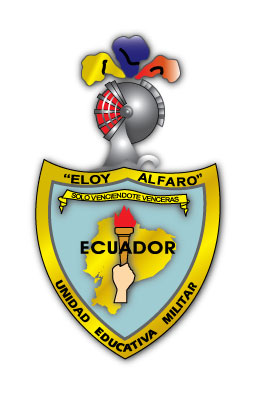 "ELOY ALFARO"
SOLO VENCIENDOTE VENCERAS
ECUADOR
UNIDAD EDUCATIVA MILITAR